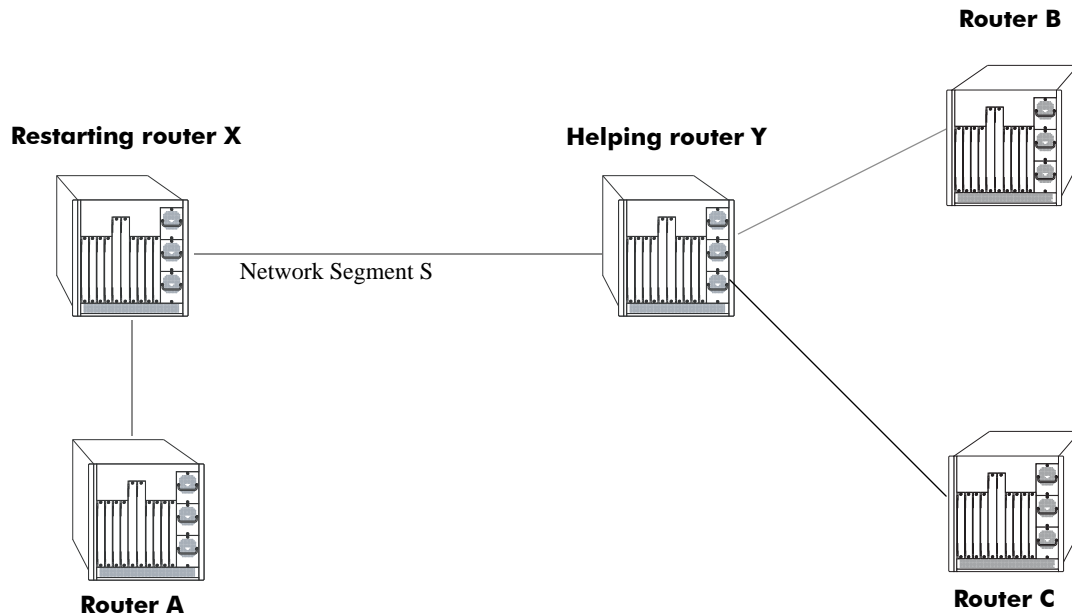 Router B
Restarting router X
Helping router Y
Network Segment S
Router A
Router C